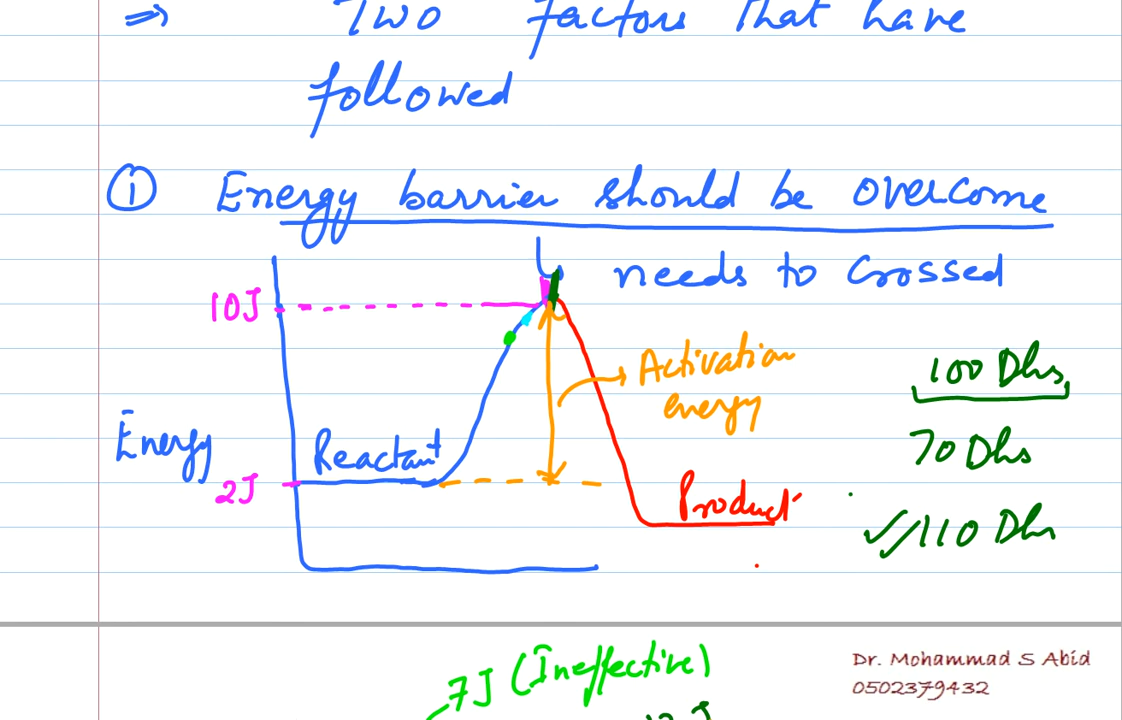 ⇒ Two factors that have
followed
① Energy barrier should be overcome
needs to crossed
10J
Activation
energy
100 Dhs
Energy
Reactant
70 Dhs
2J
Product
✓ 110 Dhs
7J (Ineffective)
Dr. Mohammad S Abid
0502379432